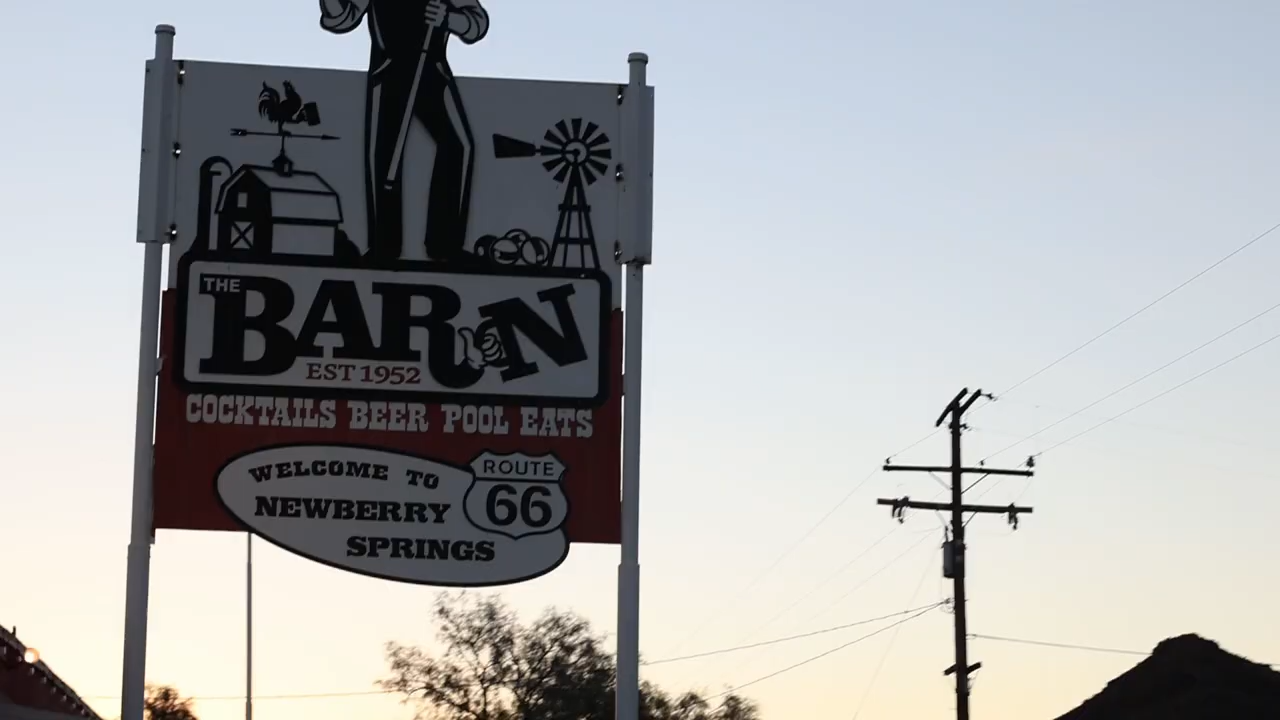 THE
BARN
EST 1952
COCKTAILS BEER POOL EATS
WELCOME TO
NEWBERRY
SPRINGS
ROUTE
66